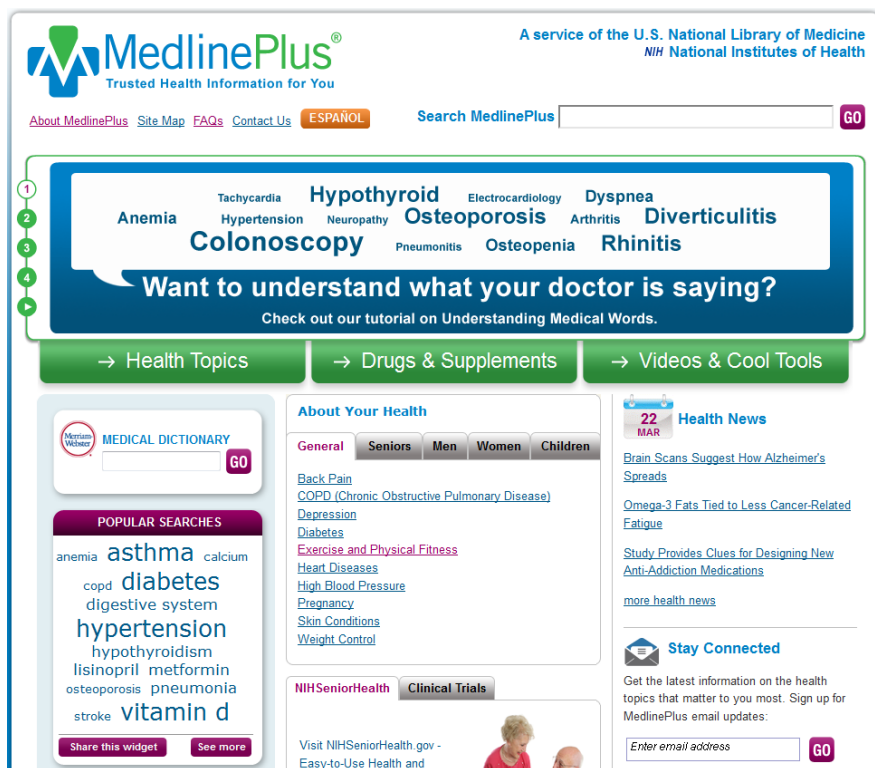 MedlinePlus®
Trusted Health Information for You
A service of the U.S. National Library of Medicine
NIH National Institutes of Health
About MedlinePlus Site Map FAQs Contact Us ESPAÑOL
Search MedlinePlus GO
1
2
3
4
Tachycardia Hypothyroid Electrocardiology Dyspnea
Anemia Hypertension Neuropathy Osteoporosis Arthritis Diverticulitis
Colonoscopy Pneumonitis Osteopenia Rhinitis
Want to understand what your doctor is saying?
Check out our tutorial on Understanding Medical Words.
→ Health Topics → Drugs & Supplements → Videos & Cool Tools
Merriam-
Webster
MEDICAL DICTIONARY
GO
POPULAR SEARCHES
anemia asthma calcium
copd diabetes
digestive system
hypertension
hypothyroidism
lisinopril metformin
osteoporosis pneumonia
stroke vitamin d
Share this widget See more
About Your Health
General Seniors Men Women Children
Back Pain
COPD (Chronic Obstructive Pulmonary Disease)
Depression
Diabetes
Exercise and Physical Fitness
Heart Diseases
High Blood Pressure
Pregnancy
Skin Conditions
Weight Control
NIHSeniorHealth Clinical Trials
Visit NIHSeniorHealth.gov -
Easy-to-Use Health and
22
MAR
Health News
Brain Scans Suggest How Alzheimer's
Spreads
Omega-3 Fats Tied to Less Cancer-Related
Fatigue
Study Provides Clues for Designing New
Anti-Addiction Medications
more health news
Stay Connected
Get the latest information on the health
topics that matter to you most. Sign up for
MedlinePlus email updates:
Enter email address GO